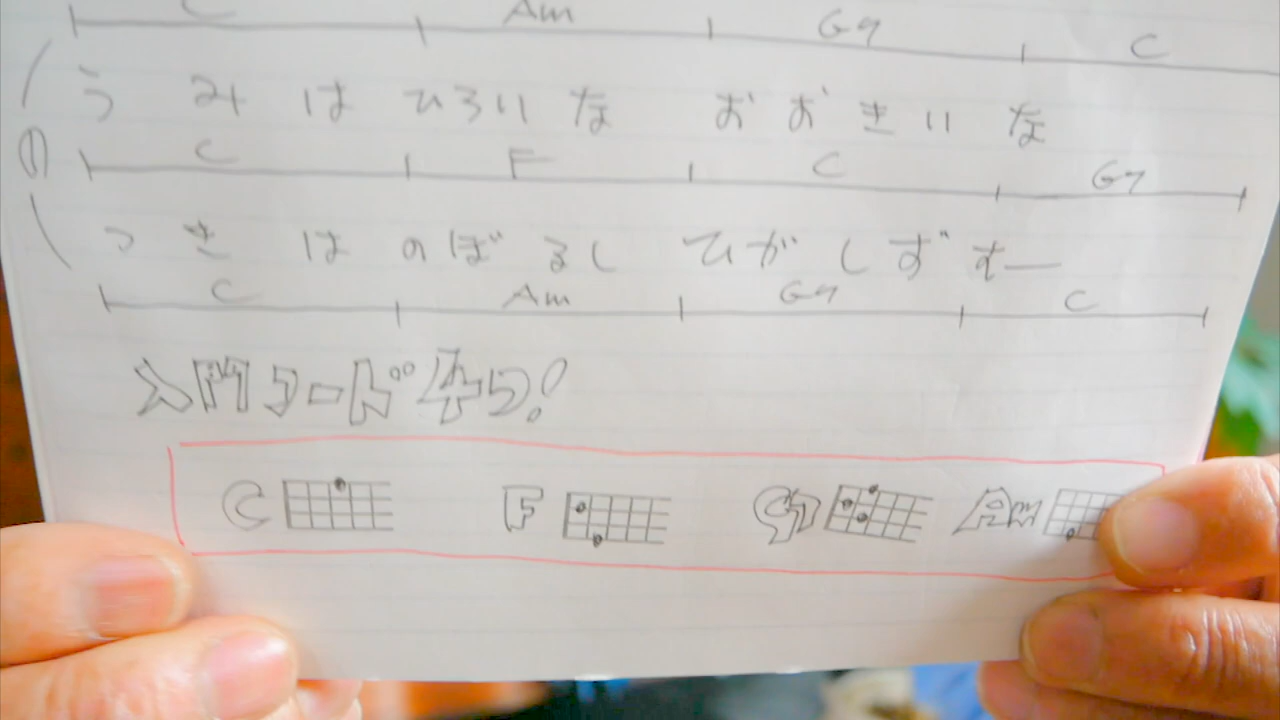 C Am G7 C
うみはひろいな おおきいな
C F C G7
つきは のぼるし ひがしずむー
C Am G7 C
入門コード4つ!
C F G7 Am